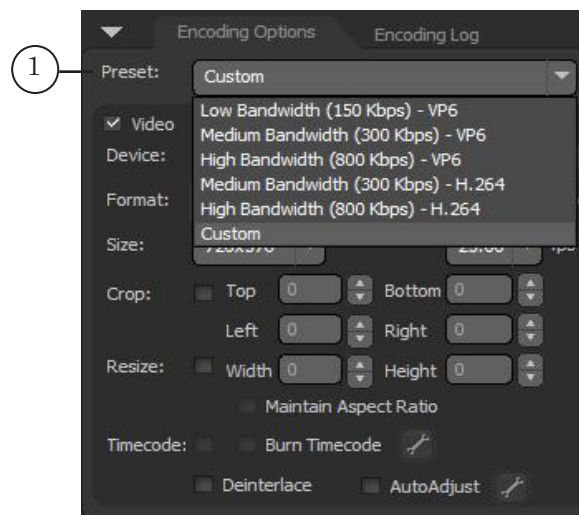 Encoding Options Encoding Log
1
Preset: Custom
Low Bandwidth (150 Kbps) - VP6
Video
Medium Bandwidth (300 Kbps) - VP6
Device: High Bandwidth (800 Kbps) - VP6
Medium Bandwidth (300 Kbps) - H.264
Format:
High Bandwidth (800 Kbps) - H.264
Custom
Size:
Crop: Top 0 Bottom 0
Left 0 Right 0
Resize: Width 0 Height 0
Maintain Aspect Ratio
Timecode: Burn Timecode
Deinterlace AutoAdjust